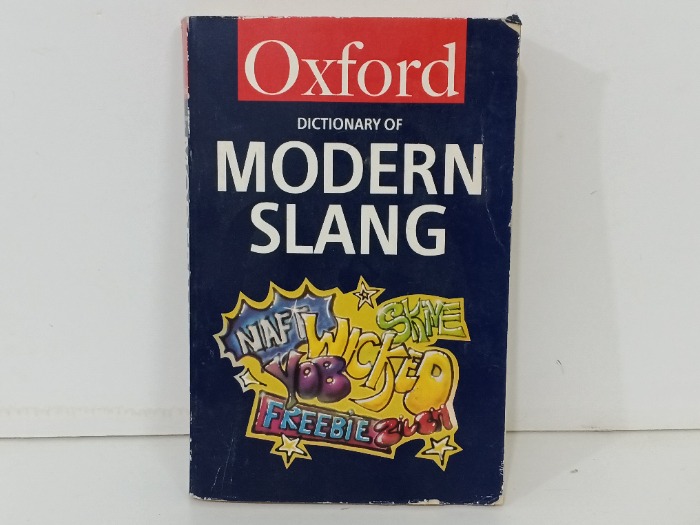 Oxford
DICTIONARY OF
MODERN
SLANG
NAFF
WICKED
SKIVE
YOB
FREEBIE